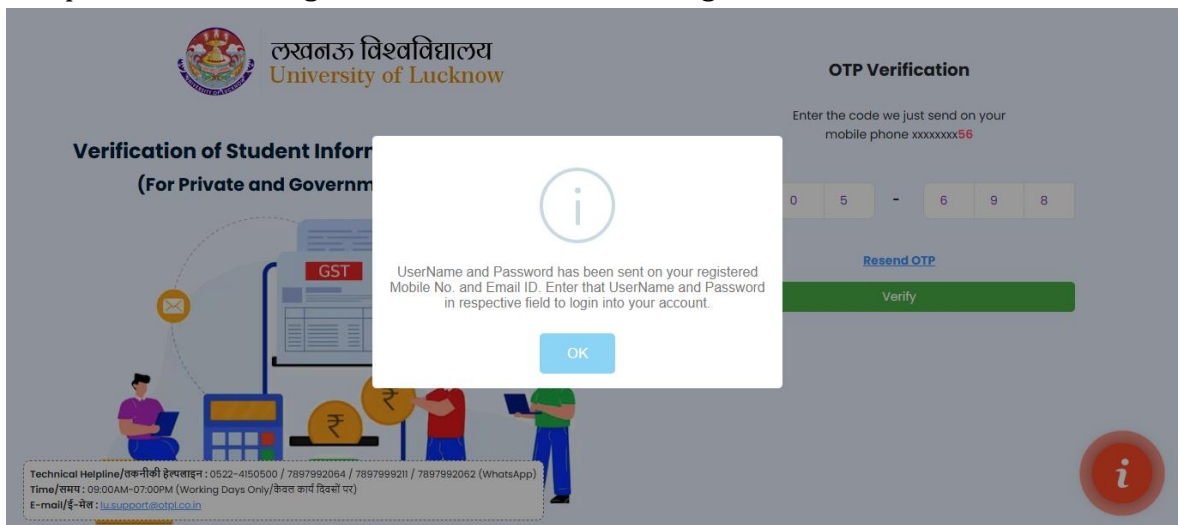 लखनऊ विश्वविद्यालय
University of Lucknow
Verification of Student Inforr
(For Private and Governm
GST
UserName and Password has been sent on your registered
Mobile No. and Email ID. Enter that UserName and Password
in respective field to login into your account.
OK
OTP Verification
Enter the code we just send on your
mobile phone xxxxxxxx56
0 5 - 6 9 8
Resend OTP
Verify
₹
₹
Technical Helpline/तकनीकी हेल्पलाइन : 0522-4150500 / 7897992064 / 7897999211 / 7897992062 (WhatsApp)
Time/समय : 09:00AM-07:00PM (Working Days Only/केवल कार्य दिवसों पर)
E-mail/ई-मेल : lu.support@otpl.co.in
i